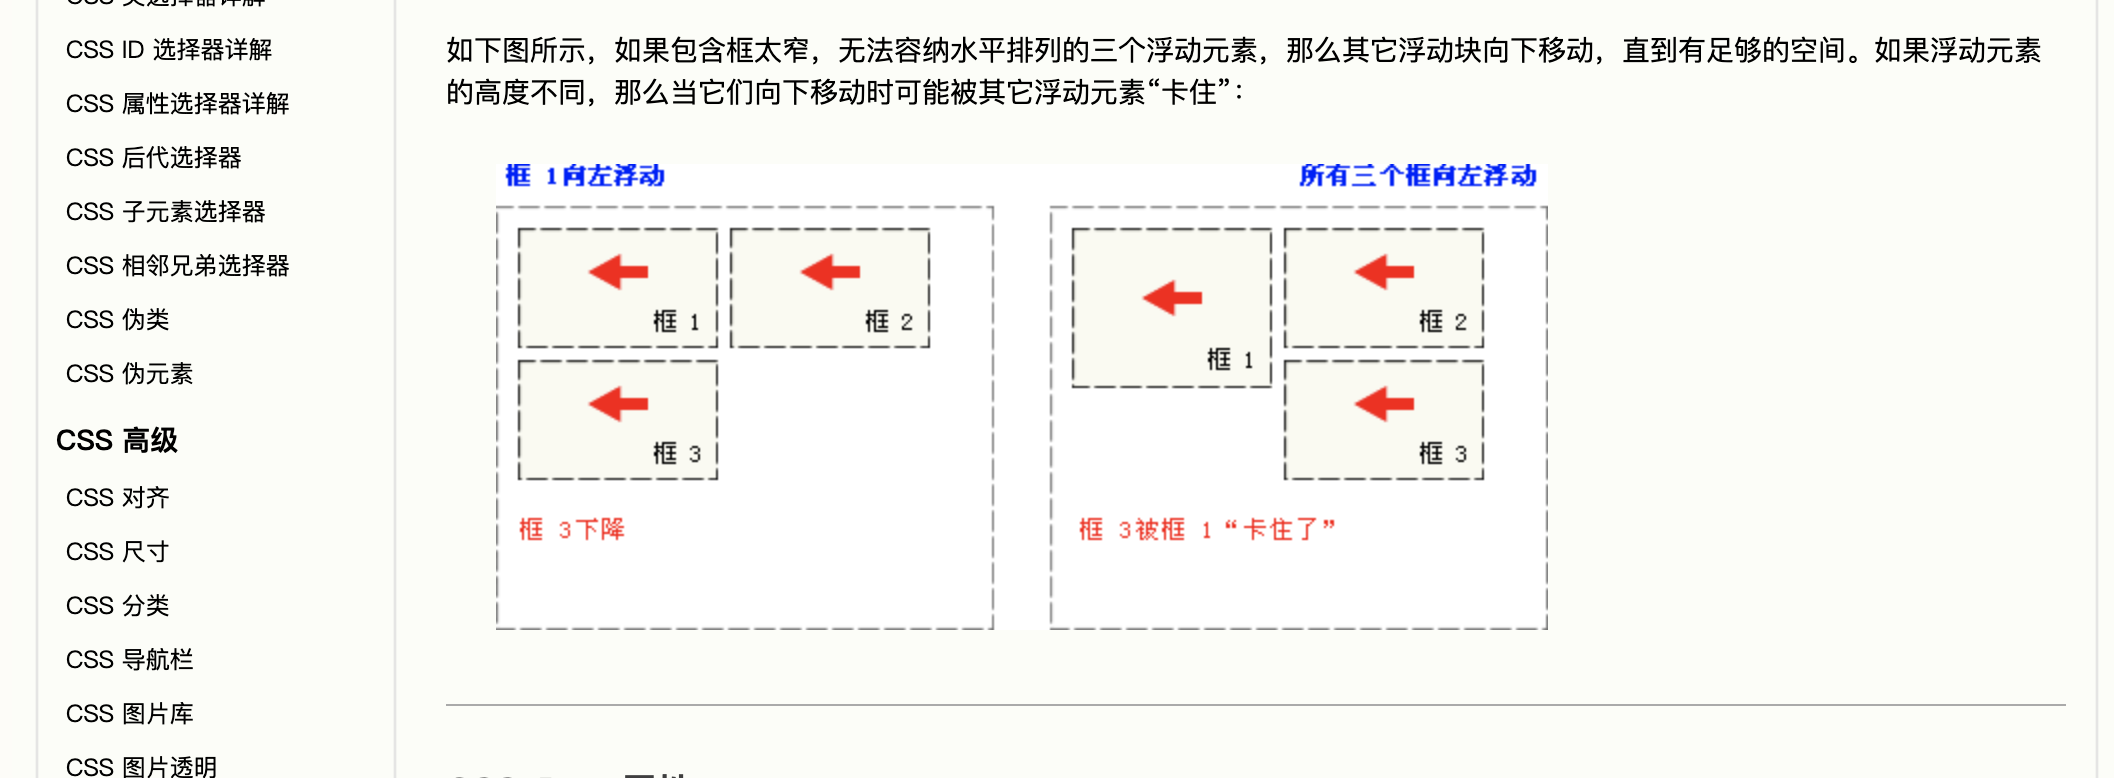 CSS ID 选择器详解
CSS 属性选择器详解
CSS 后代选择器
CSS 子元素选择器
CSS 相邻兄弟选择器
CSS 伪类
CSS 伪元素
CSS 高级
CSS 对齐
CSS 尺寸
CSS 分类
CSS 导航栏
CSS 图片库
CSS 图片透明
如下图所示，如果包含框太窄，无法容纳水平排列的三个浮动元素，那么其它浮动块向下移动，直到有足够的空间。如果浮动元素
的高度不同，那么当它们向下移动时可能被其它浮动元素“卡住”：
框 1向左浮动
框 1
框 2
框 3
框 3下降
所有三个框向左浮动
框 1
框 2
框 3
框 3被框 1“卡住了”